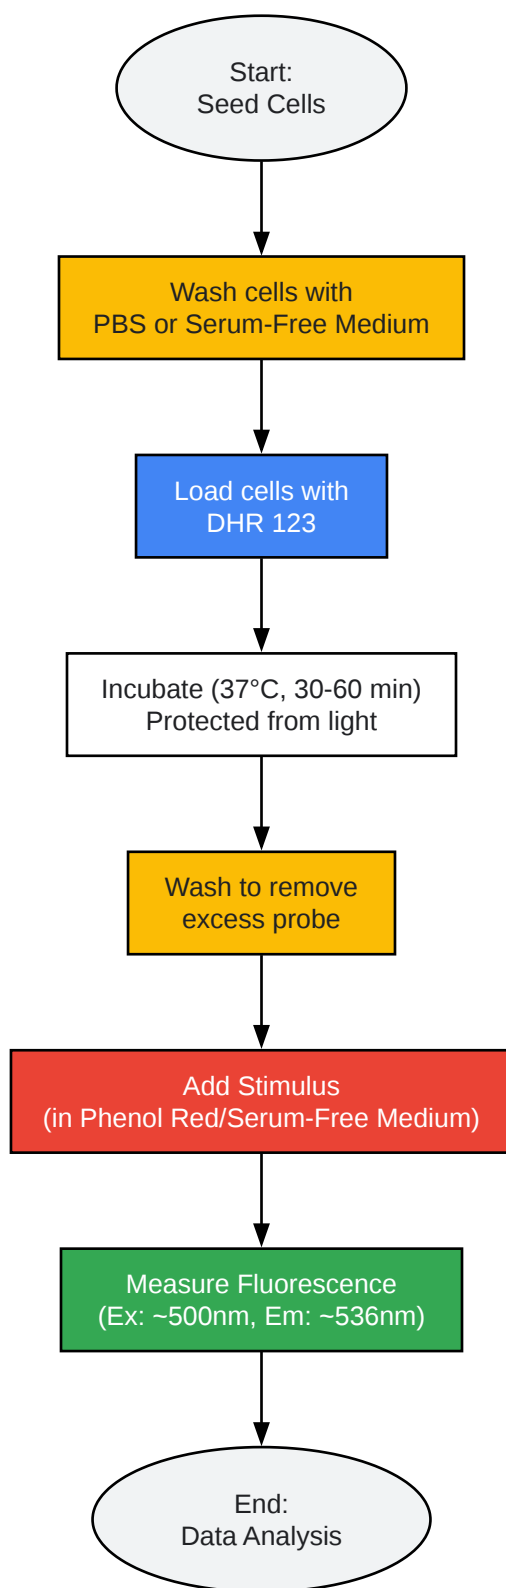 Start:
Seed Cells
Wash cells with
PBS or Serum-Free Medium
Load cells with
DHR 123
Incubate (37°C, 30-60 min)
Protected from light
Wash to remove
excess probe
Add Stimulus
(in Phenol Red/Serum-Free Medium)
Measure Fluorescence
(Ex: ~500nm, Em: ~536nm)
End:
Data Analysis